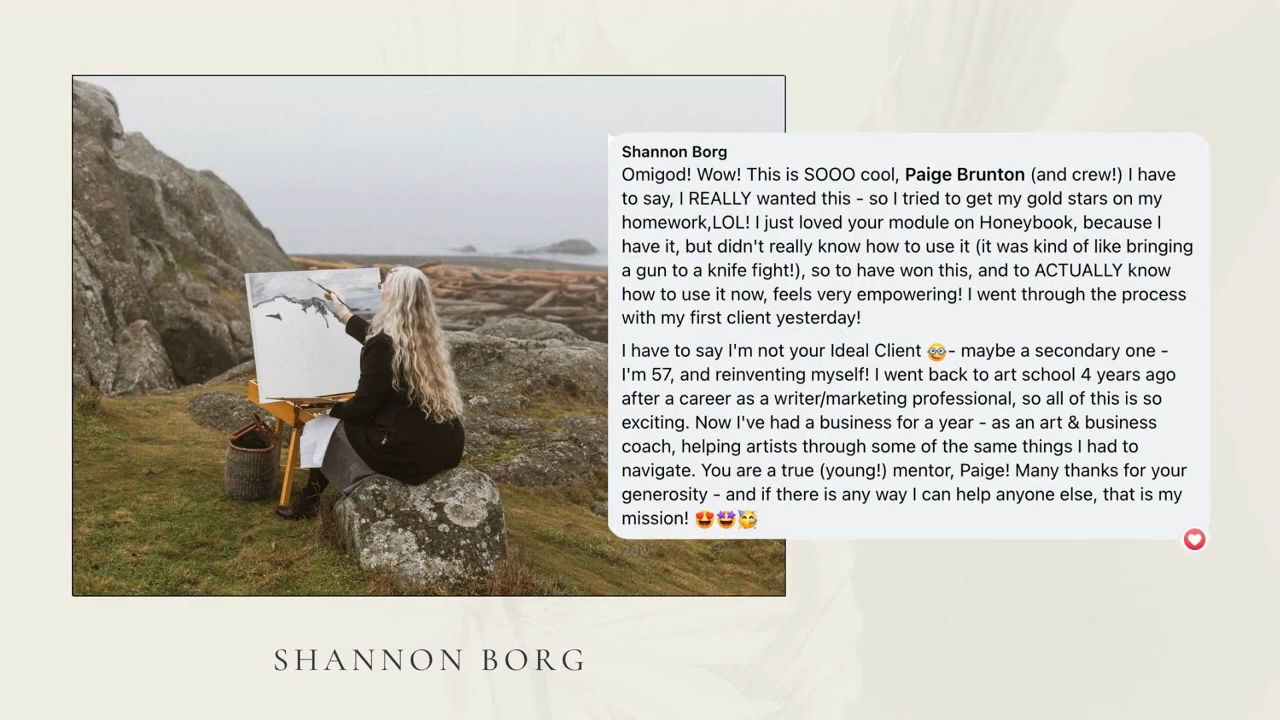 Shannon Borg
Omigod! Wow! This is SOOO cool, Paige Brunton (and crew!) I have
to say, I REALLY wanted this - so I tried to get my gold stars on my
homework,LOL! I just loved your module on Honeybook, because I
have it, but didn't really know how to use it (it was kind of like bringing
a gun to a knife fight!), so to have won this, and to ACTUALLY know
how to use it now, feels very empowering! I went through the process
with my first client yesterday!
I have to say I'm not your Ideal Client 🤓- maybe a secondary one -
I'm 57, and reinventing myself! I went back to art school 4 years ago
after a career as a writer/marketing professional, so all of this is so
exciting. Now I've had a business for a year - as an art & business
coach, helping artists through some of the same things I had to
navigate. You are a true (young!) mentor, Paige! Many thanks for your
generosity - and if there is any way I can help anyone else, that is my
mission! 😍🤩🥳
SHANNON BORG